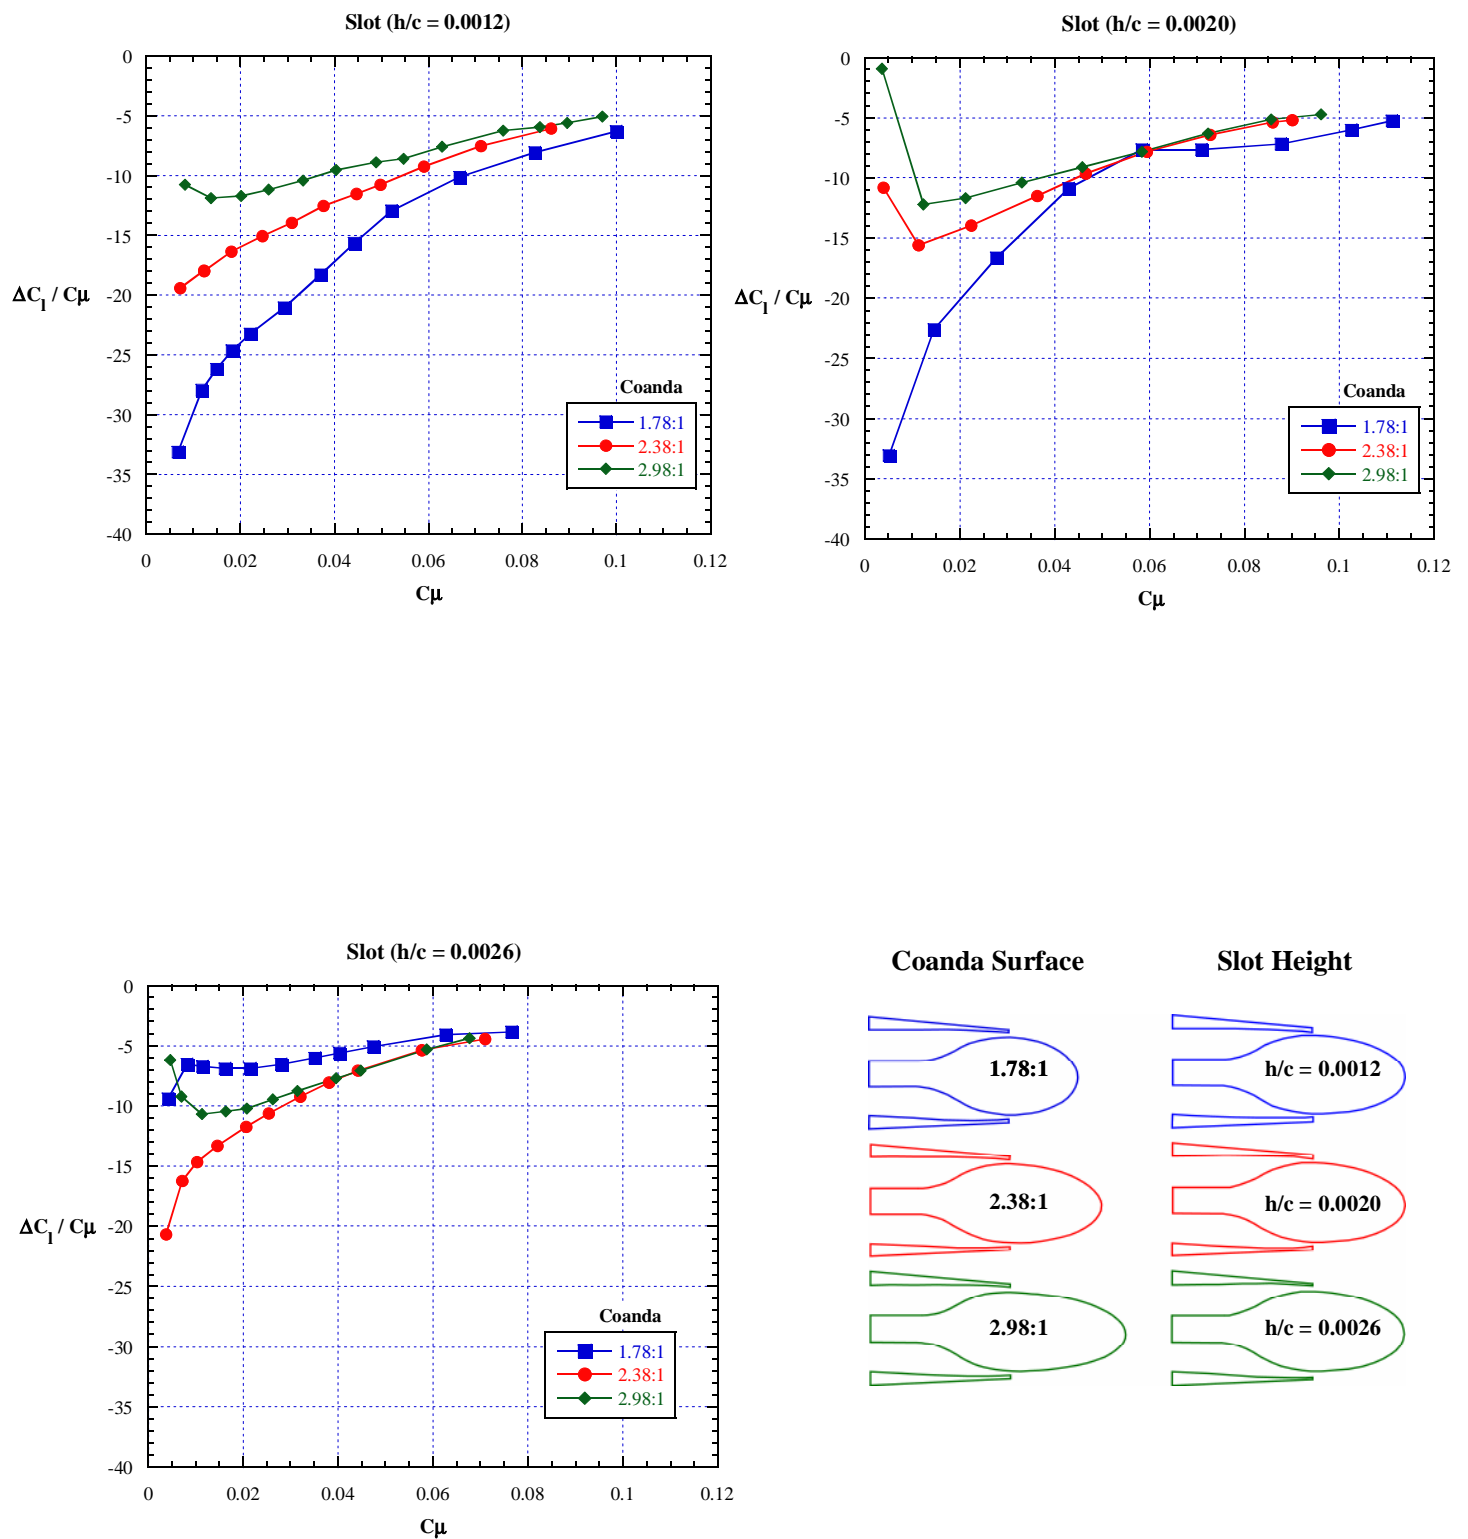 Slot (h/c = 0.0012)
0
-5
-10
-15
-20
-25
-30
-35
-40
ΔCl / Cμ
0 0.02 0.04 0.06 0.08 0.1 0.12
Cμ
Coanda
1.78:1
2.38:1
2.98:1
Slot (h/c = 0.0020)
0
-5
-10
-15
-20
-25
-30
-35
-40
ΔCl / Cμ
0 0.02 0.04 0.06 0.08 0.1 0.12
Cμ
Coanda
1.78:1
2.38:1
2.98:1
Slot (h/c = 0.0026)
0
-5
-10
-15
-20
-25
-30
-35
-40
ΔCl / Cμ
0 0.02 0.04 0.06 0.08 0.1 0.12
Cμ
Coanda
1.78:1
2.38:1
2.98:1
Coanda Surface
1.78:1
2.38:1
2.98:1
Slot Height
h/c = 0.0012
h/c = 0.0020
h/c = 0.0026